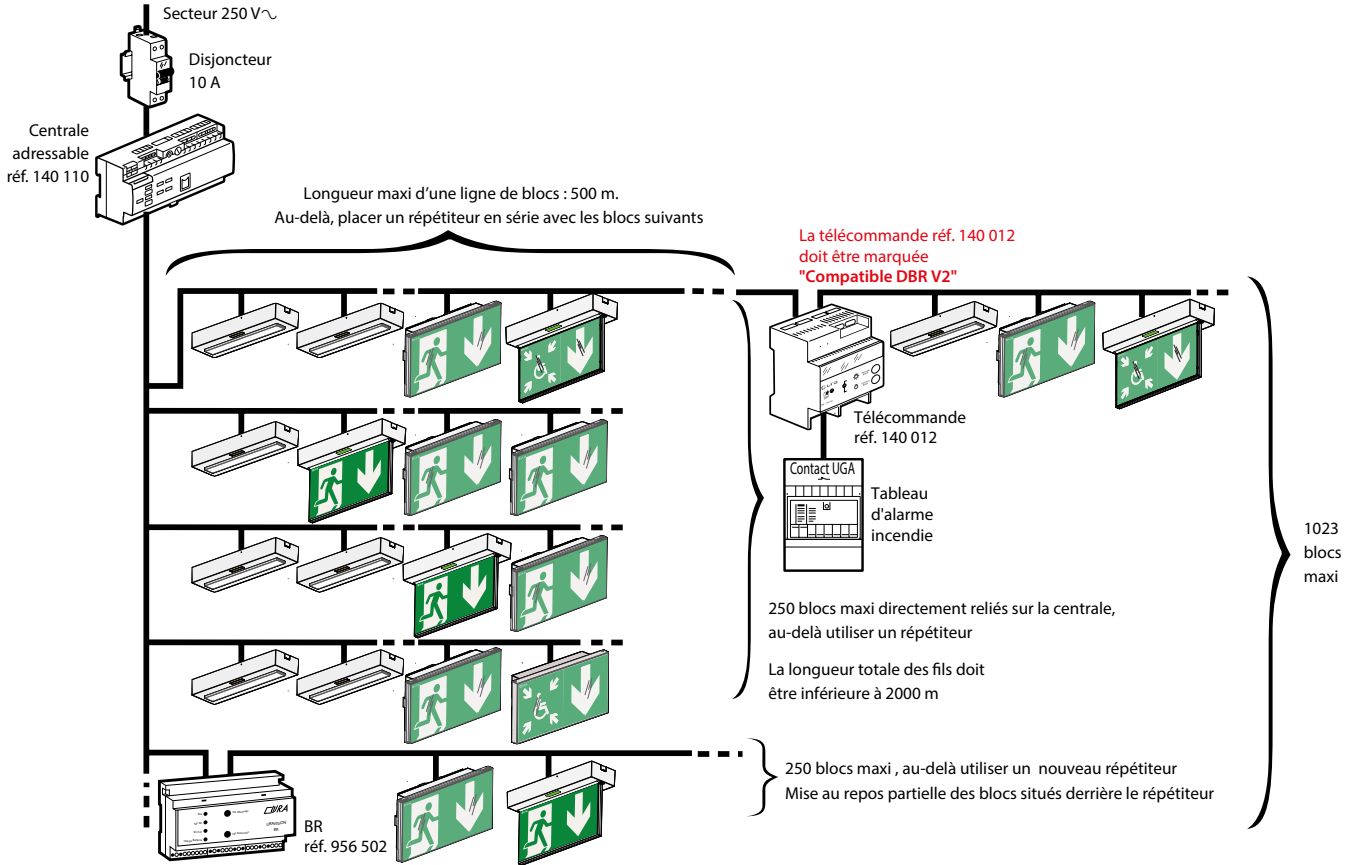 Secteur 250 V~
Disjoncteur
10 A
Centrale
adressable
réf. 140 110
Longueur maxi d'une ligne de blocs : 500 m.
Au-delà, placer un répétiteur en série avec les blocs suivants
La télécommande réf. 140 012
doit être marquée
"Compatible DBR V2"
Télécommande
réf. 140 012
Contact UGA
Tableau
d'alarme
incendie
1023
blocs
maxi
250 blocs maxi directement reliés sur la centrale,
au-delà utiliser un répétiteur
La longueur totale des fils doit
être inférieure à 2000 m
250 blocs maxi , au-delà utiliser un nouveau répétiteur
Mise au repos partielle des blocs situés derrière le répétiteur
URA
BR
réf. 956 502